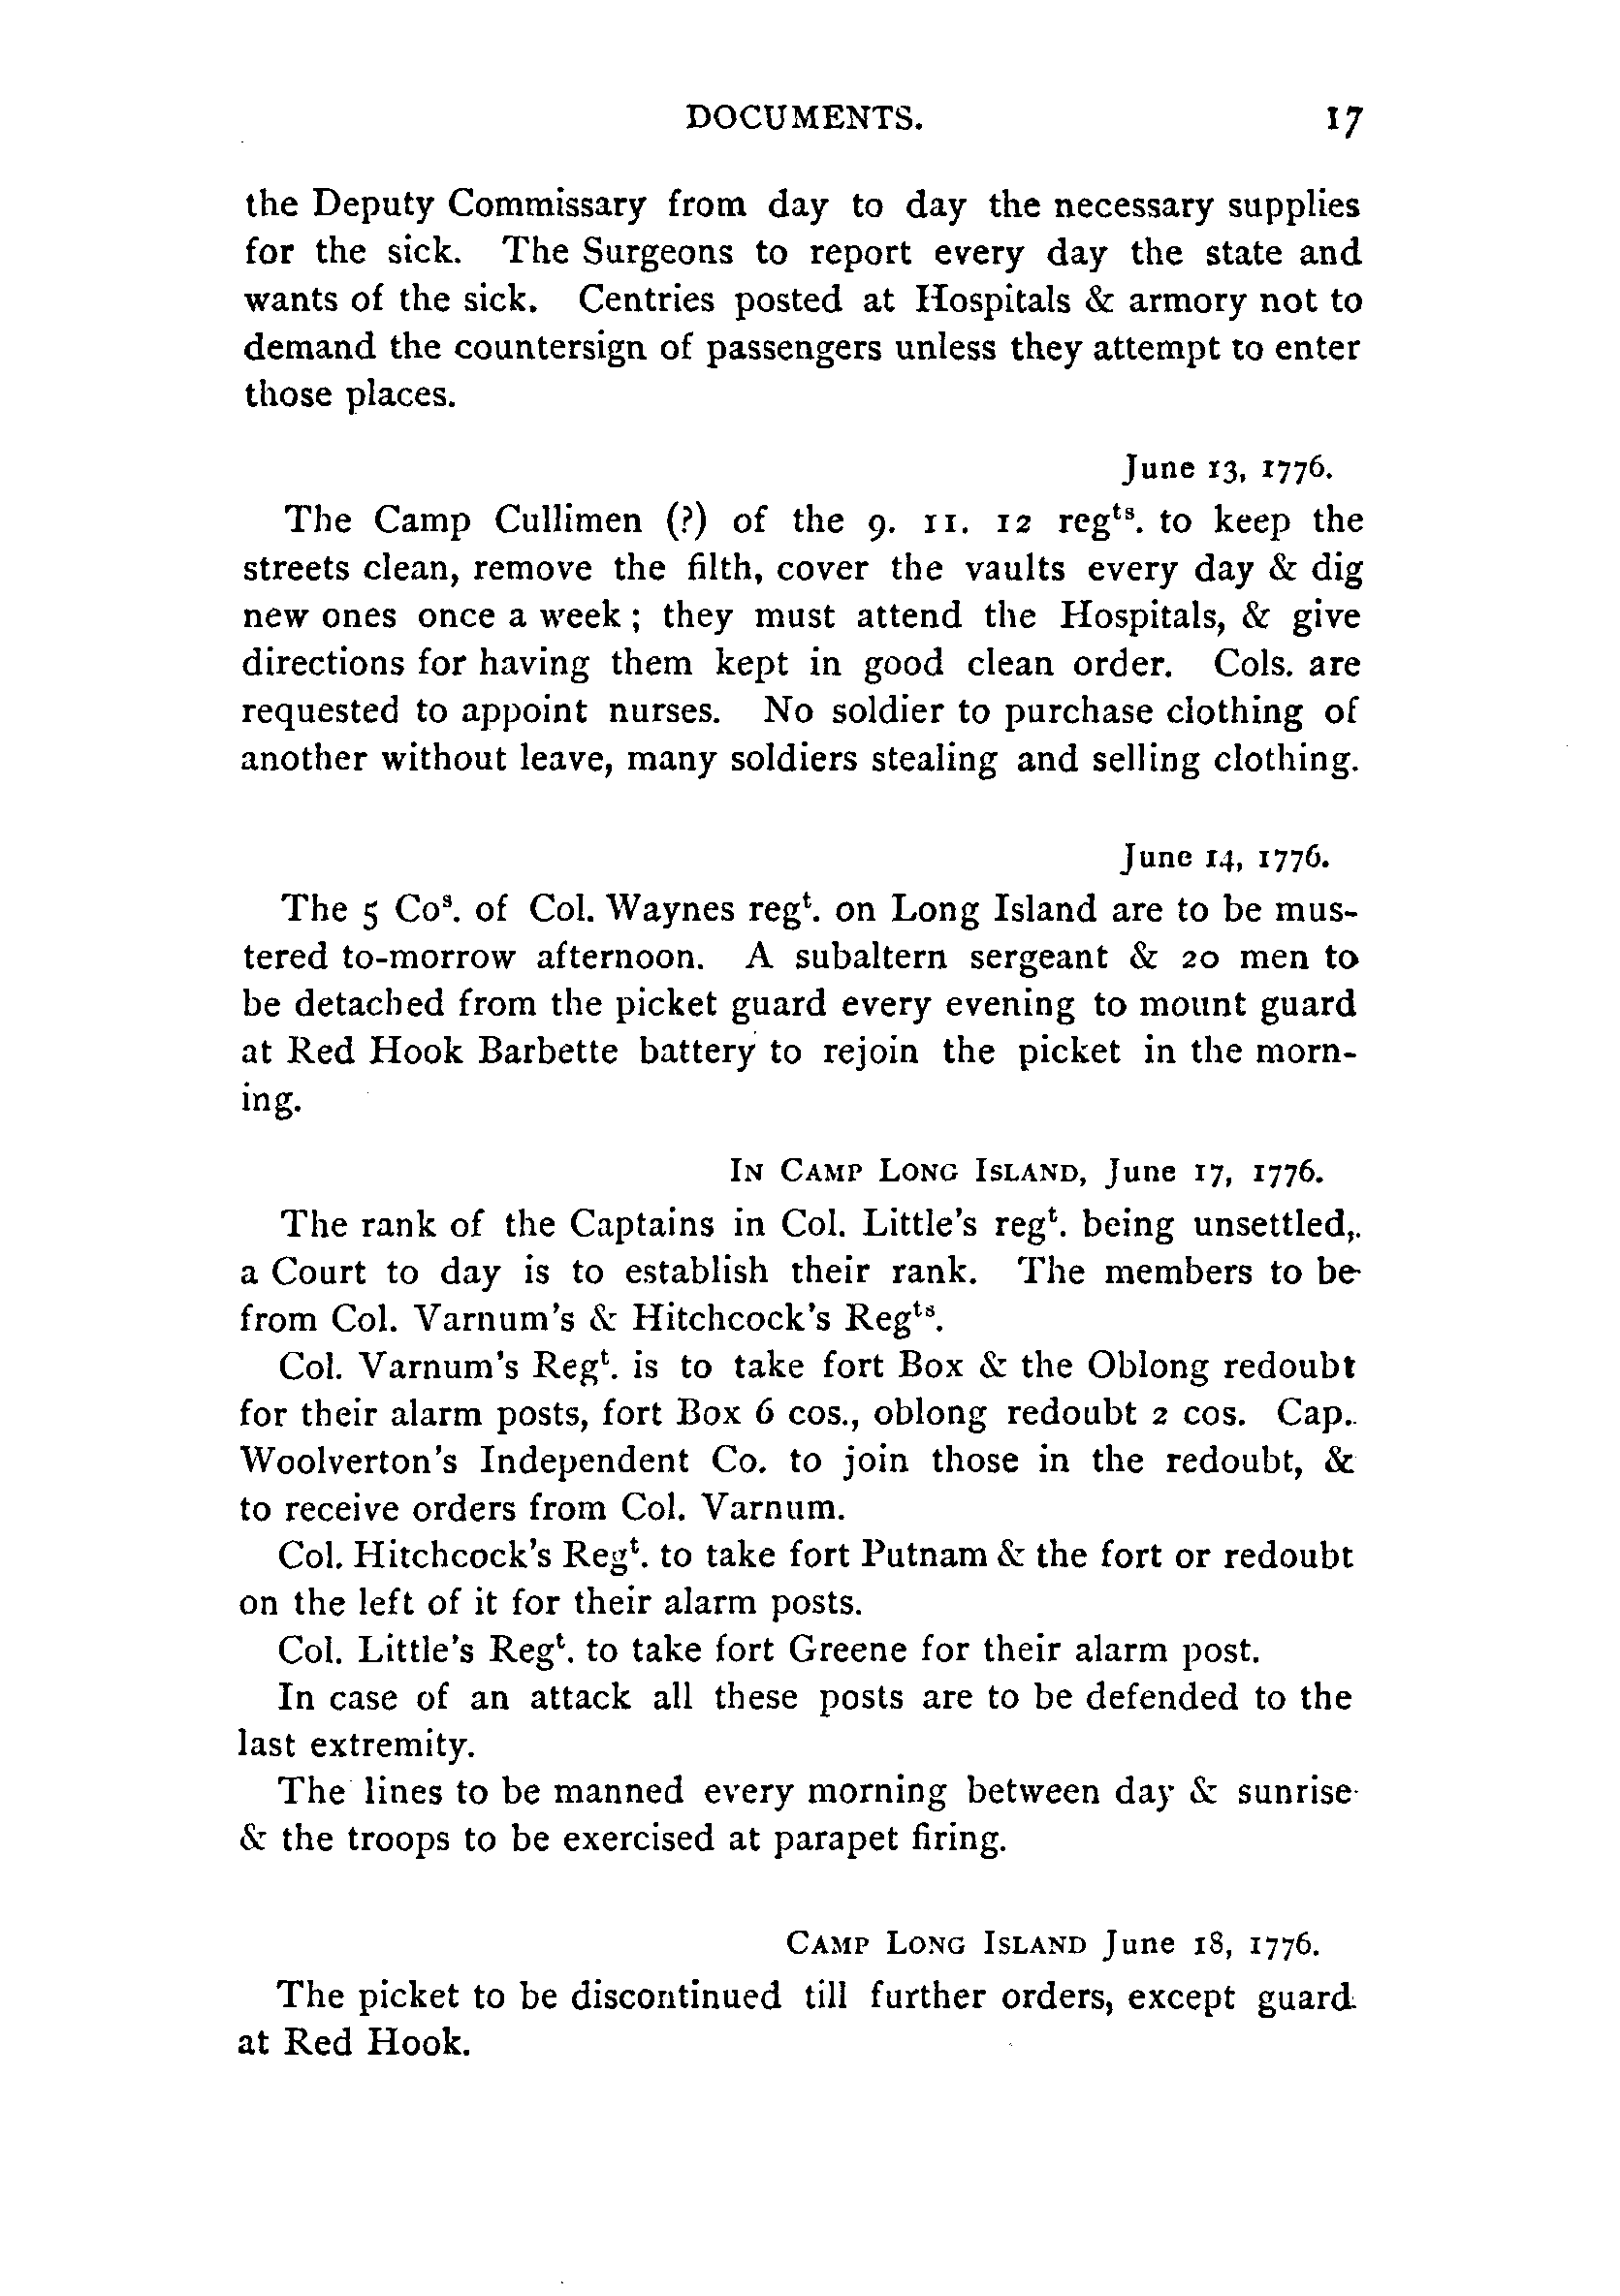 DOCUMENTS. 17
the Deputy Commissary from day to day the necessary supplies
for the sick. The Surgeons to report every day the state and
wants of the sick. Centries posted at Hospitals & armory not to
demand the countersign of passengers unless they attempt to enter
those places.
June 13, 1776.
The Camp Cullimen (?) of the 9. 11. 12 regᵗˢ. to keep the
streets clean, remove the filth, cover the vaults every day & dig
new ones once a week ; they must attend the Hospitals, & give
directions for having them kept in good clean order. Cols. are
requested to appoint nurses. No soldier to purchase clothing of
another without leave, many soldiers stealing and selling clothing.
June 14, 1776.
The 5 Coˢ. of Col. Waynes regᵗ. on Long Island are to be mus-
tered to-morrow afternoon. A subaltern sergeant & 20 men to
be detached from the picket guard every evening to mount guard
at Red Hook Barbette battery to rejoin the picket in the morn-
ing.
IN CAMP LONG ISLAND, June 17, 1776.
The rank of the Captains in Col. Little's regᵗ. being unsettled,
a Court to day is to establish their rank. The members to be
from Col. Varnum's & Hitchcock's Regᵗˢ.
Col. Varnum's Regᵗ. is to take fort Box & the Oblong redoubt
for their alarm posts, fort Box 6 cos., oblong redoubt 2 cos. Cap.
Woolverton's Independent Co. to join those in the redoubt, &
to receive orders from Col. Varnum.
Col. Hitchcock's Regᵗ. to take fort Putnam & the fort or redoubt
on the left of it for their alarm posts.
Col. Little's Regᵗ. to take fort Greene for their alarm post.
In case of an attack all these posts are to be defended to the
last extremity.
The lines to be manned every morning between day & sunrise
& the troops to be exercised at parapet firing.
CAMP LONG ISLAND June 18, 1776.
The picket to be discontinued till further orders, except guard
at Red Hook.